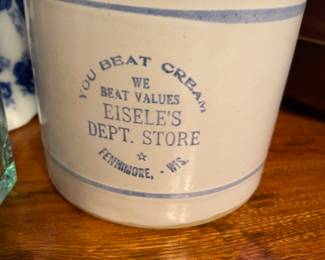 YOU BEAT CREAM
WE
BEAT VALUES
EISELE'S
DEPT. STORE
FENNIMORE, - WIS.